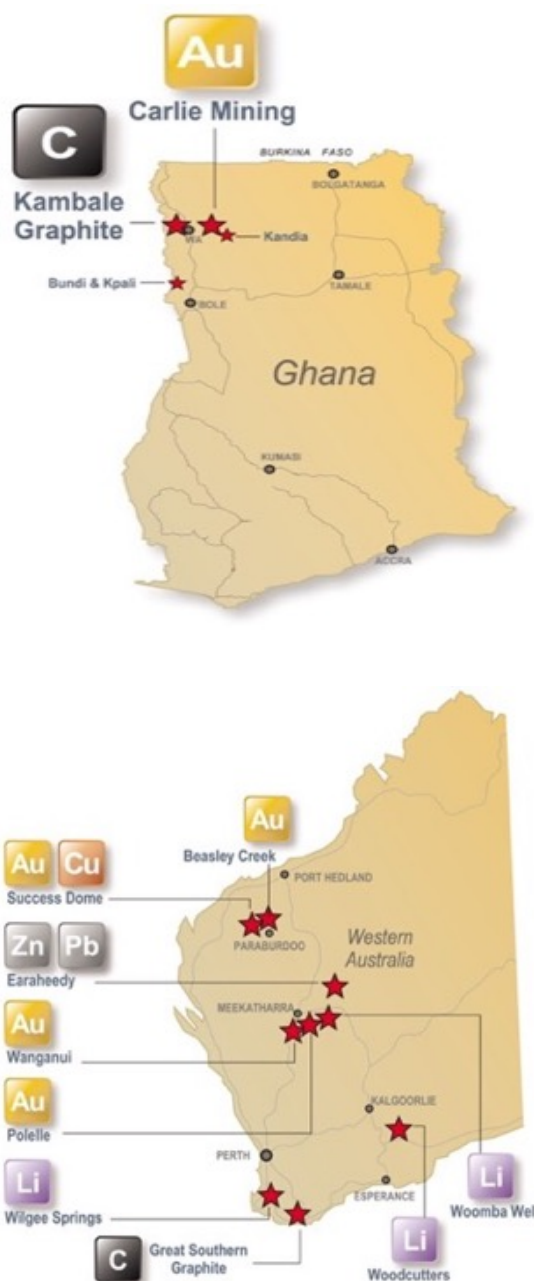 Au
Carlie Mining
C
Kambale
Graphite
BURKINA FASO
BOLGATANGA
WA
Kandia
Bundi & Kpali
BOLE
TAMALE
Ghana
KUMASI
ACCRA
Au
Beasley Creek
Au Cu
Success Dome
PORT HEDLAND
PARABURDOO
Western
Australia
Zn Pb
Earaheedy
MEEKATHARRA
Au
Wanganui
Au
Polelle
KALGOORLIE
PERTH
ESPERANCE
Li
Wilgee Springs
Li
Woomba Wel
C
Great Southern
Graphite
Li
Woodcutters